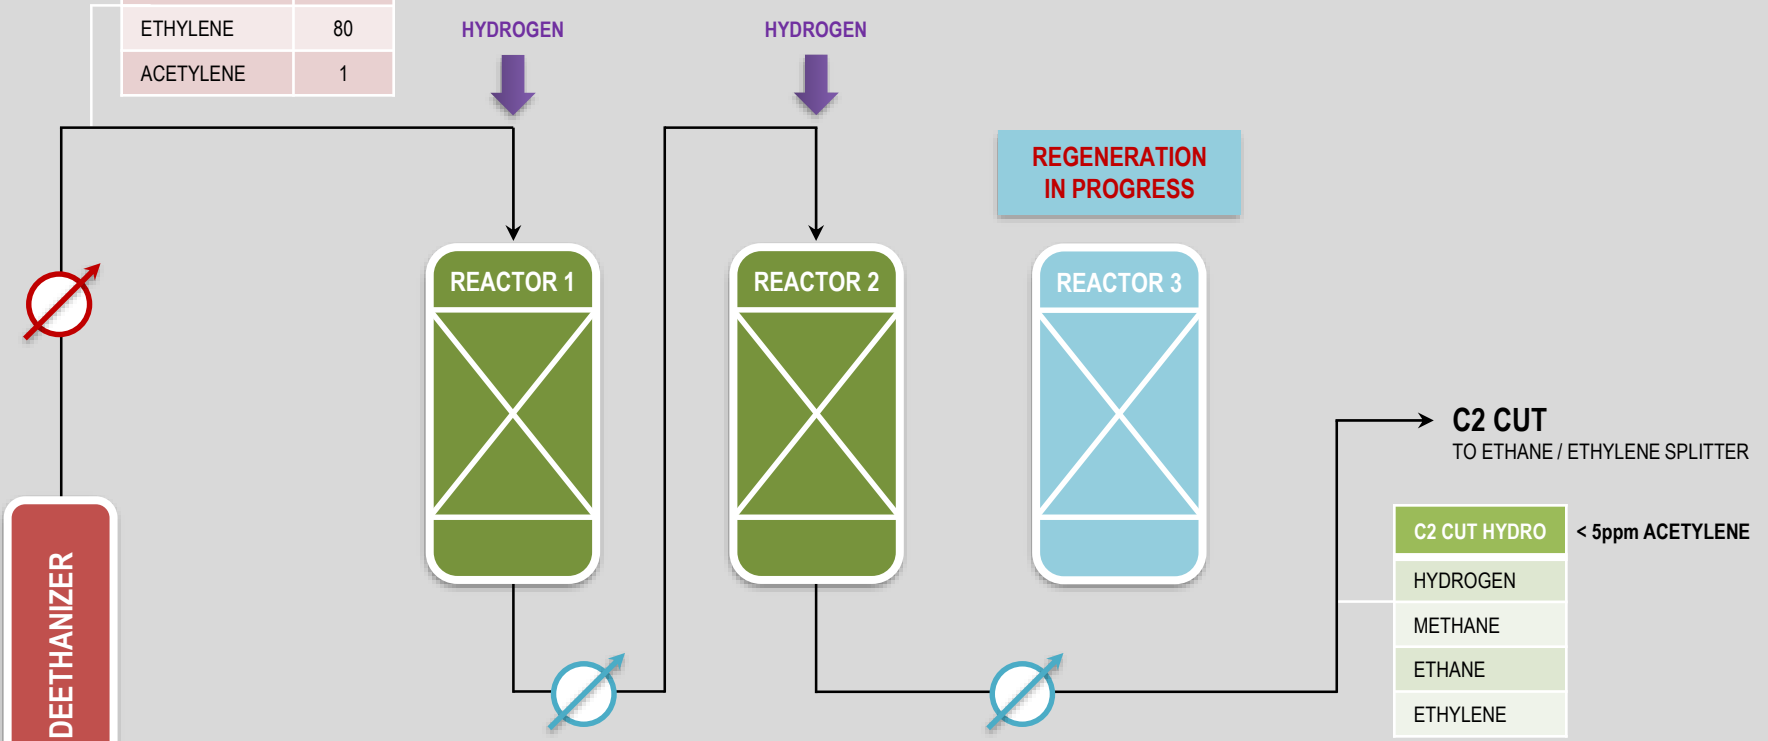 ETHYLENE 80
ACETYLENE 1
HYDROGEN
HYDROGEN
REGENERATION
IN PROGRESS
REACTOR 1
REACTOR 2
REACTOR 3
C2 CUT
TO ETHANE / ETHYLENE SPLITTER
C2 CUT HYDRO
< 5ppm ACETYLENE
HYDROGEN
METHANE
ETHANE
ETHYLENE
DEETHANIZER